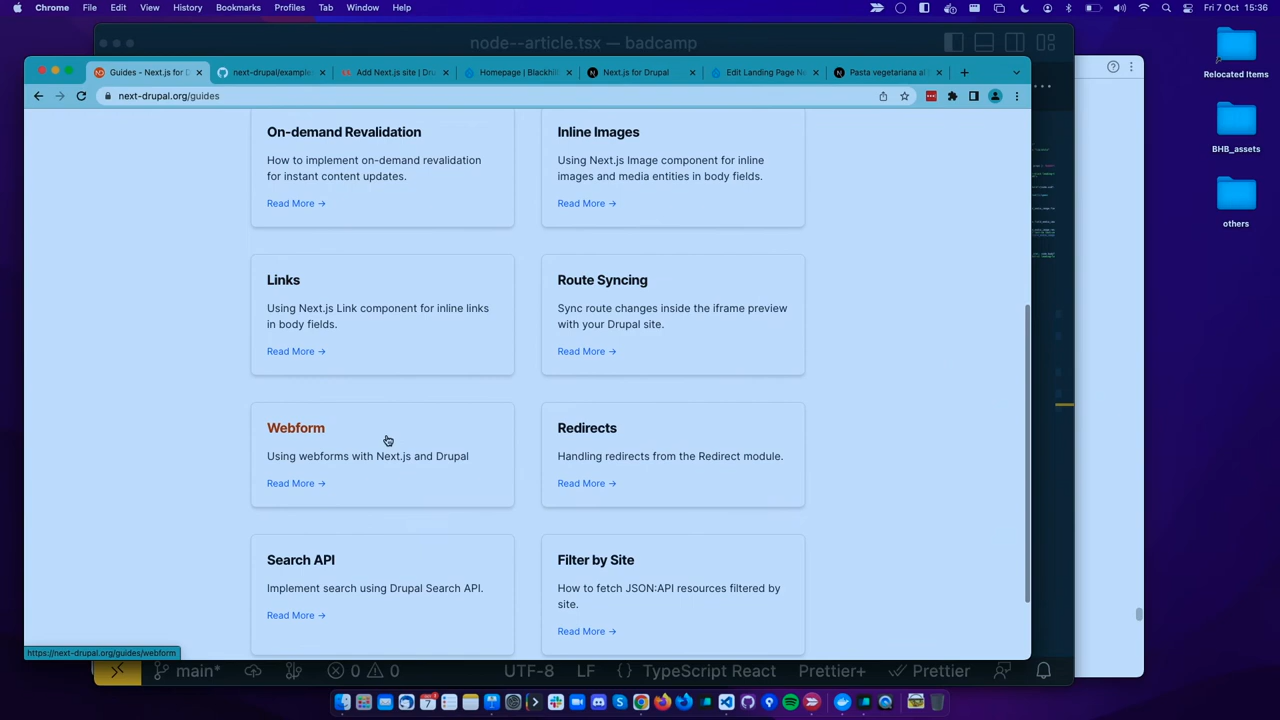 Chrome File Edit View History Bookmarks Profiles Tab Window Help
Fri 7 Oct 15:36
node--article.tsx — badcamp
Guides - Next.js for D
next-drupal/example
Add Next.js site | Dru
Homepage | Blackhill
Next.js for Drupal
Edit Landing Page Ne
Pasta vegetariana al
next-drupal.org/guides
Relocated Items
BHB_assets
others
On-demand Revalidation
How to implement on-demand revalidation
for instant content updates.
Read More →
Inline Images
Using Next.js Image component for inline
images and media entities in body fields.
Read More →
Links
Using Next.js Link component for inline links
in body fields.
Read More →
Route Syncing
Sync route changes inside the iframe preview
with your Drupal site.
Read More →
Webform
Using webforms with Next.js and Drupal
Read More →
Redirects
Handling redirects from the Redirect module.
Read More →
Search API
Implement search using Drupal Search API.
Read More →
Filter by Site
How to fetch JSON:API resources filtered by
site.
Read More →
https://next-drupal.org/guides/webform
main* 0 0 UTF-8 LF {} TypeScript React Prettier+ Prettier